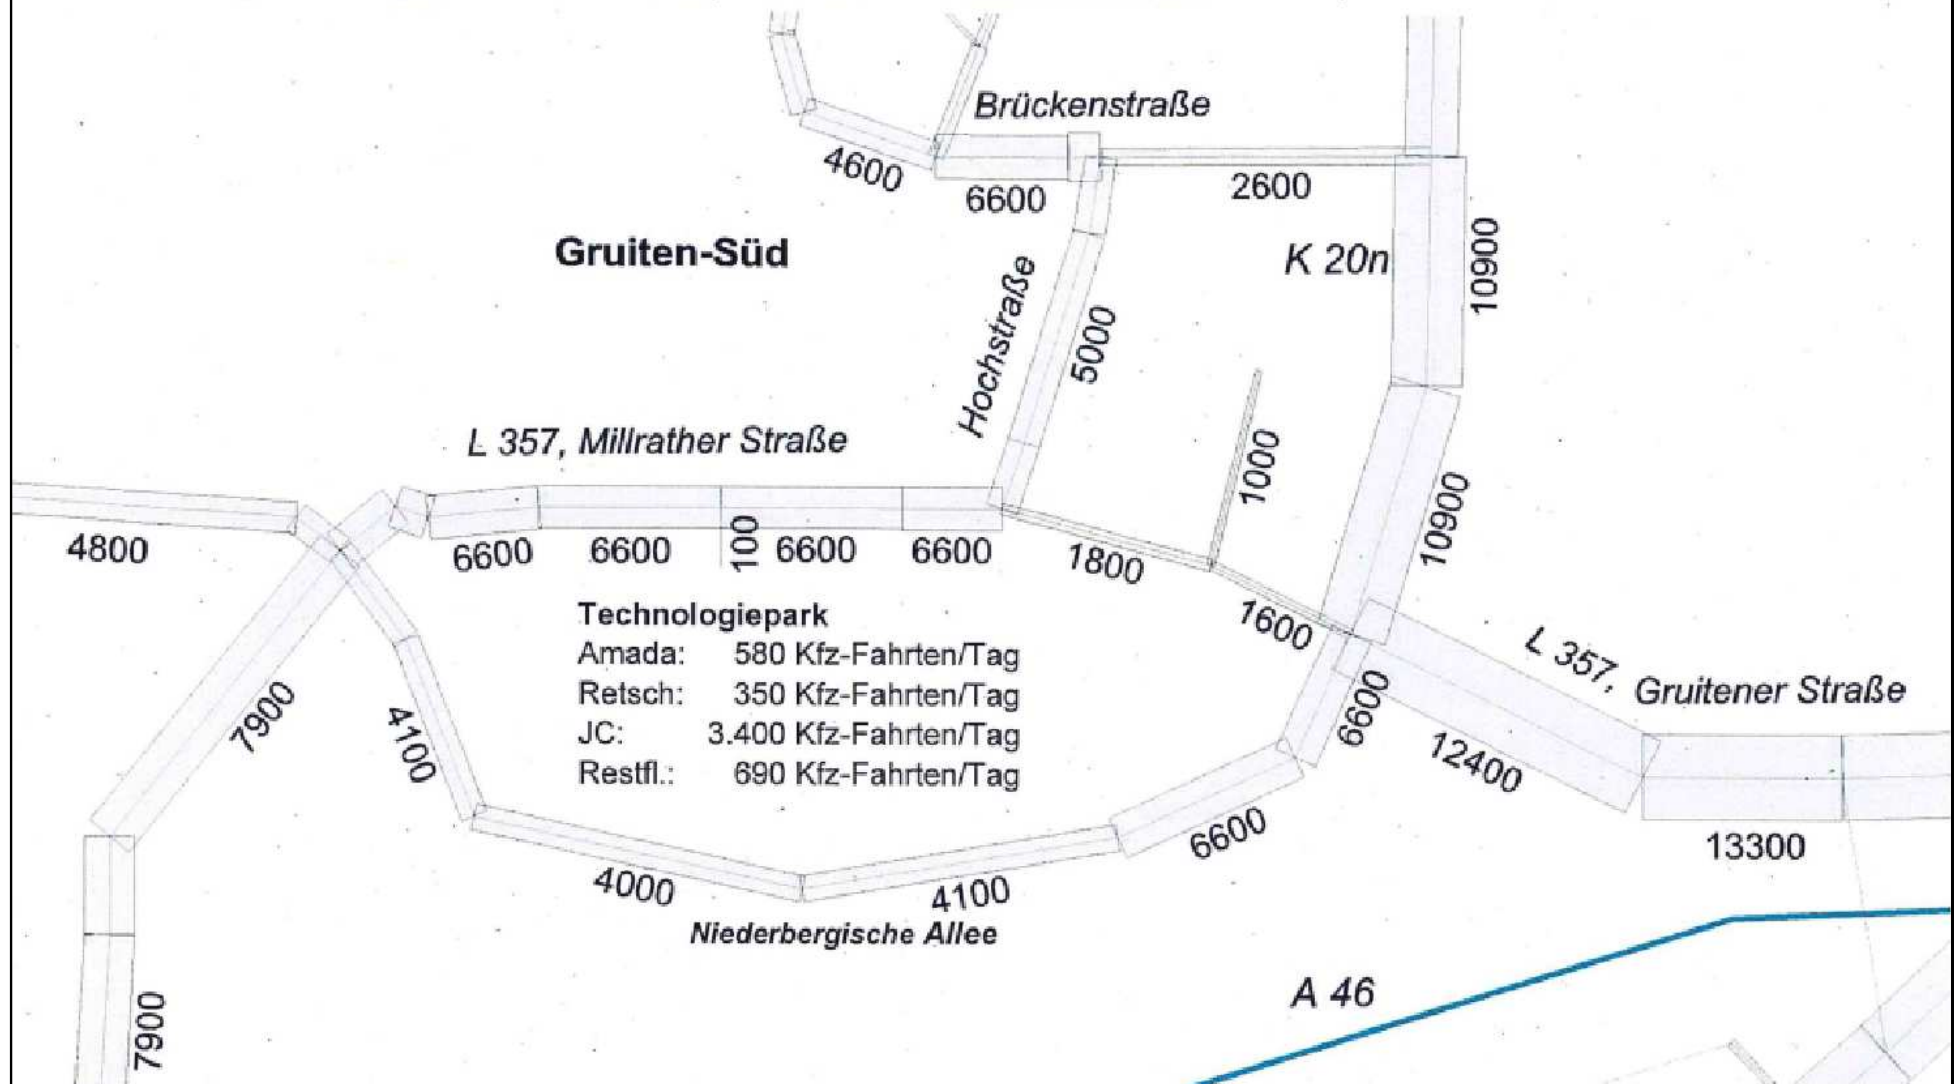 Brückenstraße
4600
6600
2600
Gruiten-Süd
K 20n
10900
Hochstraße
5000
L 357, Millrather Straße
1000
10900
4800
6600
6600
100
6600
6600
1800
1600
Technologiepark
Amada: 580 Kfz-Fahrten/Tag
Retsch: 350 Kfz-Fahrten/Tag
JC: 3.400 Kfz-Fahrten/Tag
Restfl.: 690 Kfz-Fahrten/Tag
L 357, Gruitener Straße
7900
4100
6600
12400
6600
13300
4000
4100
Niederbergische Allee
A 46
7900